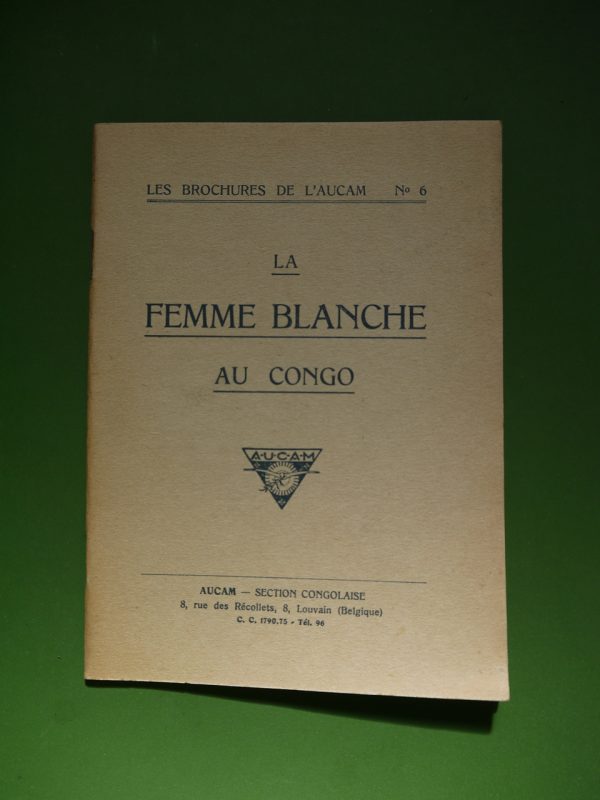 LES BROCHURES DE L'AUCAM Nº 6
LA
FEMME BLANCHE
AU CONGO
A·U·C·A·M
AUCAM — SECTION CONGOLAISE
8, rue des Récollets, 8, Louvain (Belgique)
C. C. 1790.75 - Tél. 96